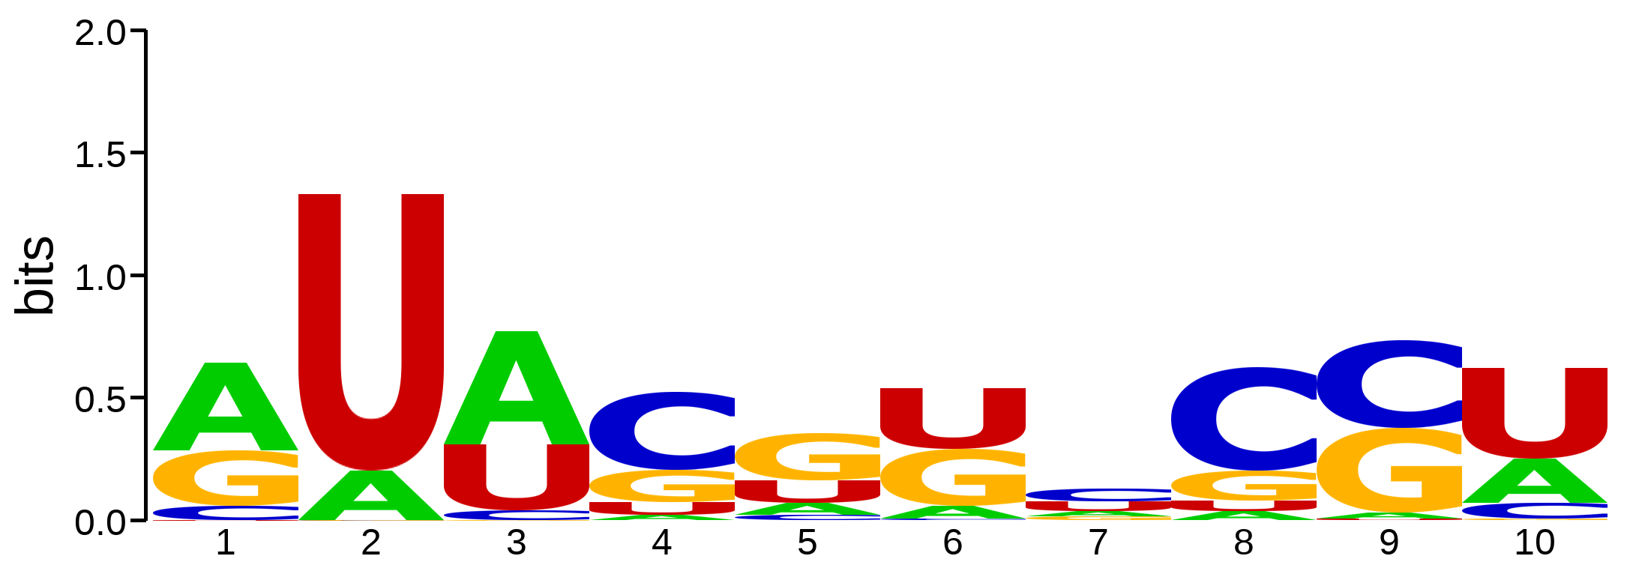 2.0
1.5
1.0
0.5
0.0
bits
A U A C G U C C C U
G A U G U G U G G A
C C U A A A U A C
A C G A
1 2 3 4 5 6 7 8 9 10